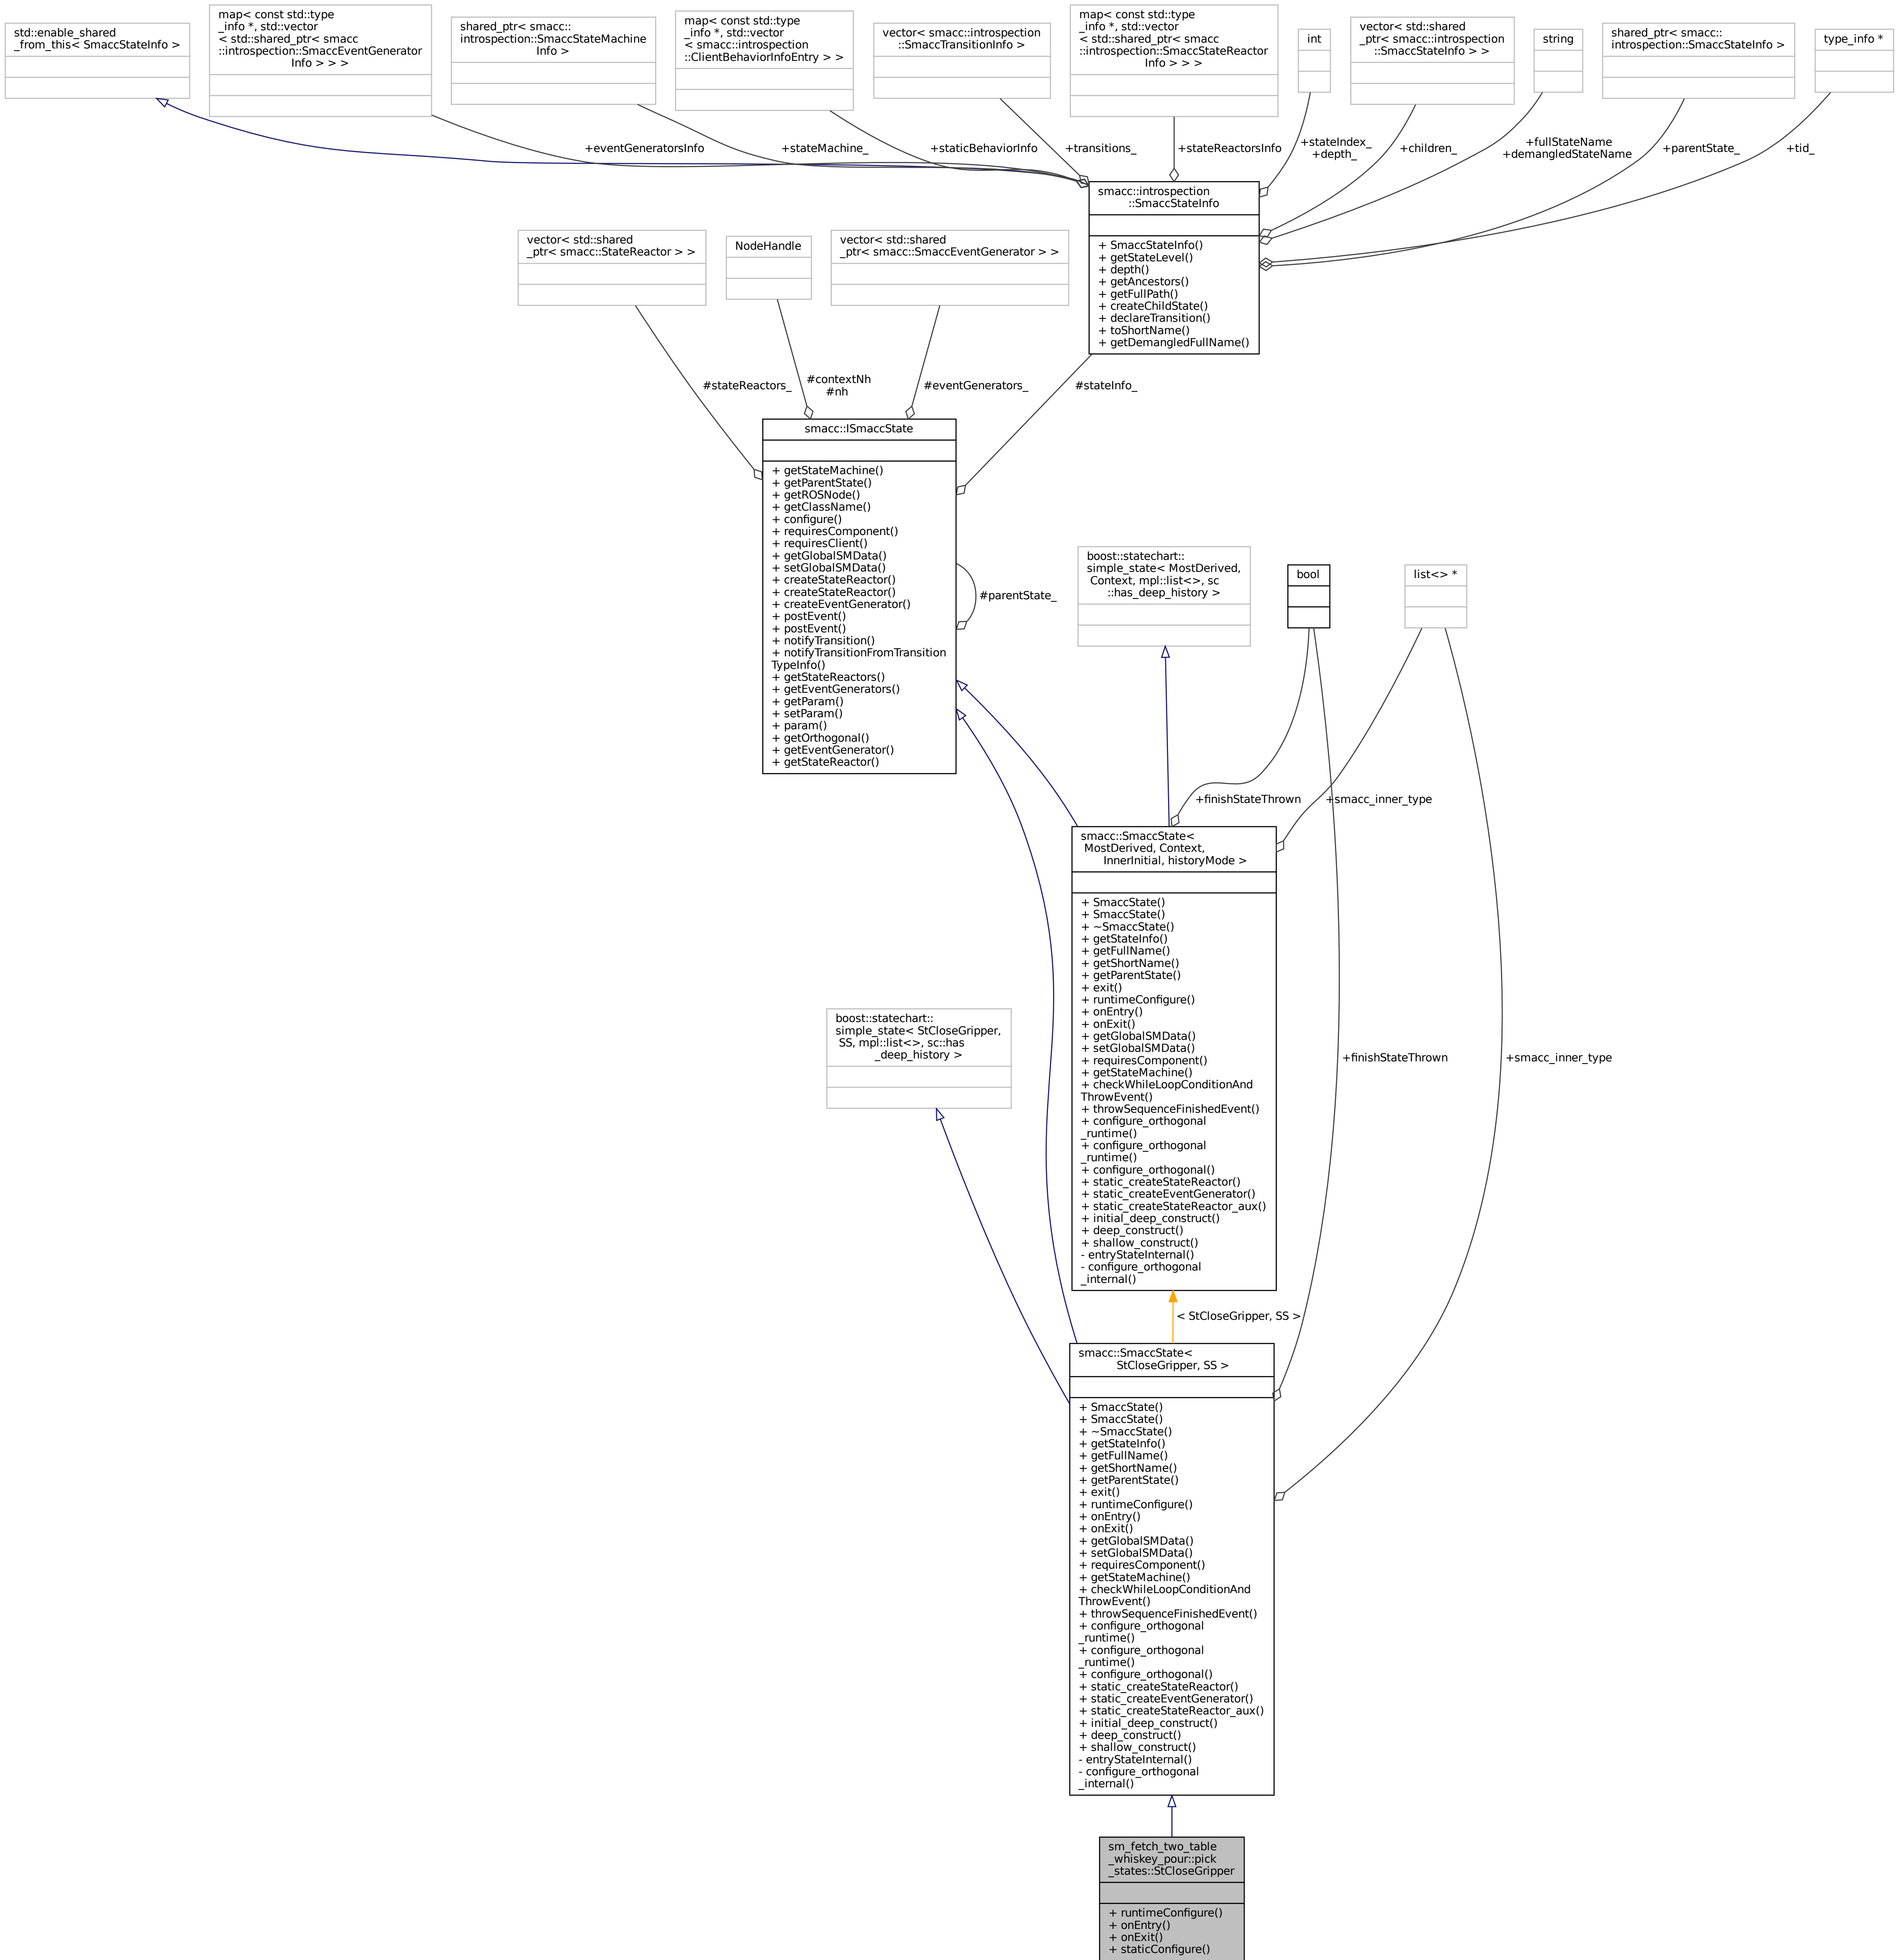 std::enable_shared
_from_this< SmaccStateInfo >
map< const std::type
_info *, std::vector
< std::shared_ptr< smacc
::introspection::SmaccEventGenerator
Info > > >
shared_ptr< smacc::
introspection::SmaccStateMachine
Info >
map< const std::type
_info *, std::vector
< smacc::introspection
::ClientBehaviorInfoEntry > >
vector< smacc::introspection
::SmaccTransitionInfo >
map< const std::type
_info *, std::vector
< std::shared_ptr< smacc
::introspection::SmaccStateReactor
Info > > >
int
vector< std::shared
_ptr< smacc::introspection
::SmaccStateInfo > >
string
shared_ptr< smacc::
introspection::SmaccStateInfo >
type_info *
+eventGeneratorsInfo
+stateMachine_
+staticBehaviorInfo
+transitions_
+stateReactorsInfo
+stateIndex_
+depth_
+children_
+fullStateName
+demangledStateName
+parentState_
+tid_
smacc::introspection
::SmaccStateInfo
+ SmaccStateInfo()
+ getStateLevel()
+ depth()
+ getAncestors()
+ getFullPath()
+ createChildState()
+ declareTransition()
+ toShortName()
+ getDemangledFullName()
vector< std::shared
_ptr< smacc::StateReactor > >
NodeHandle
vector< std::shared
_ptr< smacc::SmaccEventGenerator > >
#stateReactors_
#contextNh
#nh
#eventGenerators_
#stateInfo_
smacc::ISmaccState
+ getStateMachine()
+ getParentState()
+ getROSNode()
+ getClassName()
+ configure()
+ requiresComponent()
+ requiresClient()
+ getGlobalSMData()
+ setGlobalSMData()
+ createStateReactor()
+ createStateReactor()
+ createEventGenerator()
+ postEvent()
+ postEvent()
+ notifyTransition()
+ notifyTransitionFromTransition
TypeInfo()
+ getStateReactors()
+ getEventGenerators()
+ getParam()
+ setParam()
+ param()
+ getOrthogonal()
+ getEventGenerator()
+ getStateReactor()
#parentState_
boost::statechart::
simple_state< MostDerived,
Context, mpl::list<>, sc
::has_deep_history >
bool
list<> *
+finishStateThrown
+smacc_inner_type
smacc::SmaccState<
MostDerived, Context,
InnerInitial, historyMode >
+ SmaccState()
+ SmaccState()
+ ~SmaccState()
+ getStateInfo()
+ getFullName()
+ getShortName()
+ getParentState()
+ exit()
+ runtimeConfigure()
+ onEntry()
+ onExit()
+ getGlobalSMData()
+ setGlobalSMData()
+ requiresComponent()
+ getStateMachine()
+ checkWhileLoopConditionAnd
ThrowEvent()
+ throwSequenceFinishedEvent()
+ configure_orthogonal
_runtime()
+ configure_orthogonal
_runtime()
+ configure_orthogonal()
+ static_createStateReactor()
+ static_createEventGenerator()
+ static_createStateReactor_aux()
+ initial_deep_construct()
+ deep_construct()
+ shallow_construct()
- entryStateInternal()
- configure_orthogonal
_internal()
boost::statechart::
simple_state< StCloseGripper,
SS, mpl::list<>, sc::has
_deep_history >
+finishStateThrown
+smacc_inner_type
< StCloseGripper, SS >
smacc::SmaccState<
StCloseGripper, SS >
+ SmaccState()
+ SmaccState()
+ ~SmaccState()
+ getStateInfo()
+ getFullName()
+ getShortName()
+ getParentState()
+ exit()
+ runtimeConfigure()
+ onEntry()
+ onExit()
+ getGlobalSMData()
+ setGlobalSMData()
+ requiresComponent()
+ getStateMachine()
+ checkWhileLoopConditionAnd
ThrowEvent()
+ throwSequenceFinishedEvent()
+ configure_orthogonal
_runtime()
+ configure_orthogonal
_runtime()
+ configure_orthogonal()
+ static_createStateReactor()
+ static_createEventGenerator()
+ static_createStateReactor_aux()
+ initial_deep_construct()
+ deep_construct()
+ shallow_construct()
- entryStateInternal()
- configure_orthogonal
_internal()
sm_fetch_two_table
_whiskey_pour::pick
_states::StCloseGripper
+ runtimeConfigure()
+ onEntry()
+ onExit()
+ staticConfigure()